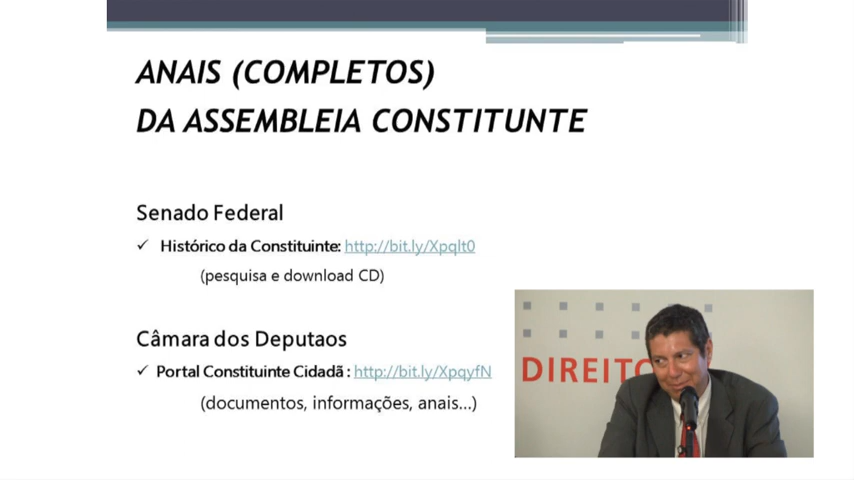 ANAIS (COMPLETOS)
DA ASSEMBLEIA CONSTITUNTE
Senado Federal
✓ Histórico da Constituinte: http://bit.ly/Xpqlt0
(pesquisa e download CD)
Câmara dos Deputaos
✓ Portal Constituinte Cidadã : http://bit.ly/XpqyfN
(documentos, informações, anais...)
DIREITO